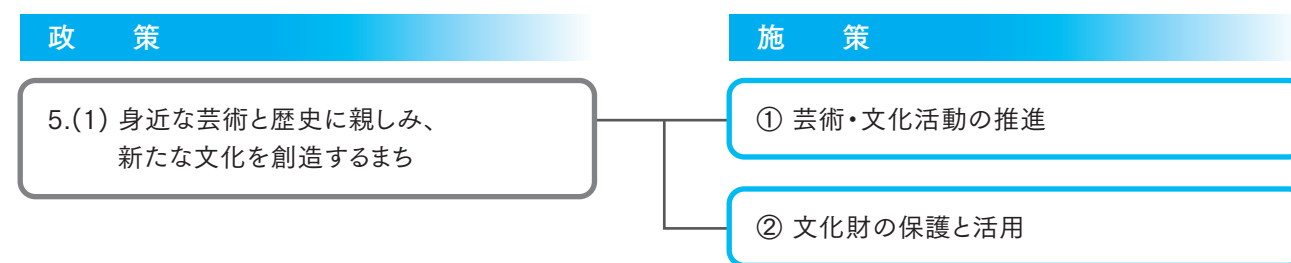 政　策
施　策
5.(1) 身近な芸術と歴史に親しみ、
新たな文化を創造するまち
① 芸術・文化活動の推進
② 文化財の保護と活用